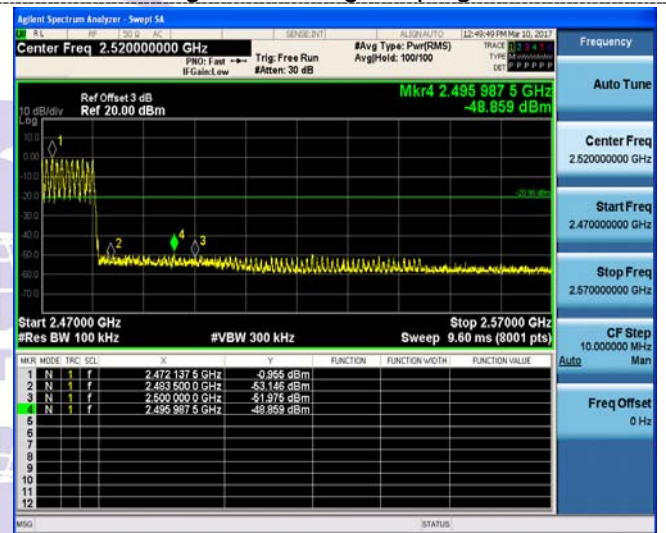 Agilent Spectrum Analyzer - Swept SA
RL RF 50 Ω AC SENSE:INT ALIGN AUTO 12:49:49 PM Mar 10, 2017
Center Freq 2.520000000 GHz #Avg Type: Pwr(RMS) TRACE 1 2 3 4 5 6
PNO: Fast Trig: Free Run Avg|Hold: 100/100 TYPE
IFGain:Low #Atten: 30 dB DET P P P P P P
Frequency
Auto Tune
Ref Offset 3 dB Mkr4 2.495 987 5 GHz
10 dB/div Ref 20.00 dBm -48.859 dBm
Log
10.0
0.00
-10.0
-20.0
-30.0
-40.0
-50.0
-60.0
-70.0
1
2
4
3
Center Freq
2.520000000 GHz
Start Freq
2.470000000 GHz
Stop Freq
2.570000000 GHz
Start 2.47000 GHz Stop 2.57000 GHz
#Res BW 100 kHz #VBW 300 kHz Sweep 9.60 ms (8001 pts)
CF Step
10.000000 MHz
Auto Man
MKR MODE TRC SCL X Y FUNCTION FUNCTION WIDTH FUNCTION VALUE
1 N 1 f 2.472 137 5 GHz -0.955 dBm
2 N 1 f 2.483 500 0 GHz -53.146 dBm
3 N 1 f 2.500 000 0 GHz -51.975 dBm
4 N 1 f 2.495 987 5 GHz -48.859 dBm
5
6
7
8
9
10
11
12
Freq Offset
0 Hz
MSG STATUS